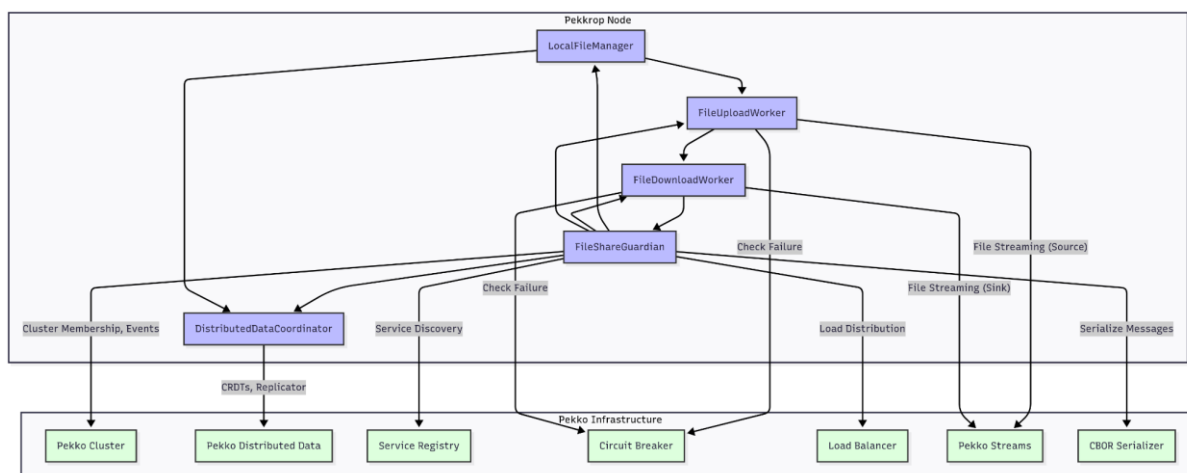 Pekkrop Node
LocalFileManager
FileUploadWorker
FileDownloadWorker
FileShareGuardian
Check Failure
File Streaming (Source)
Check Failure
File Streaming (Sink)
Cluster Membership, Events
DistributedDataCoordinator
Service Discovery
Load Distribution
Serialize Messages
CRDTs, Replicator
Pekko Infrastructure
Pekko Cluster
Pekko Distributed Data
Service Registry
Circuit Breaker
Load Balancer
Pekko Streams
CBOR Serializer